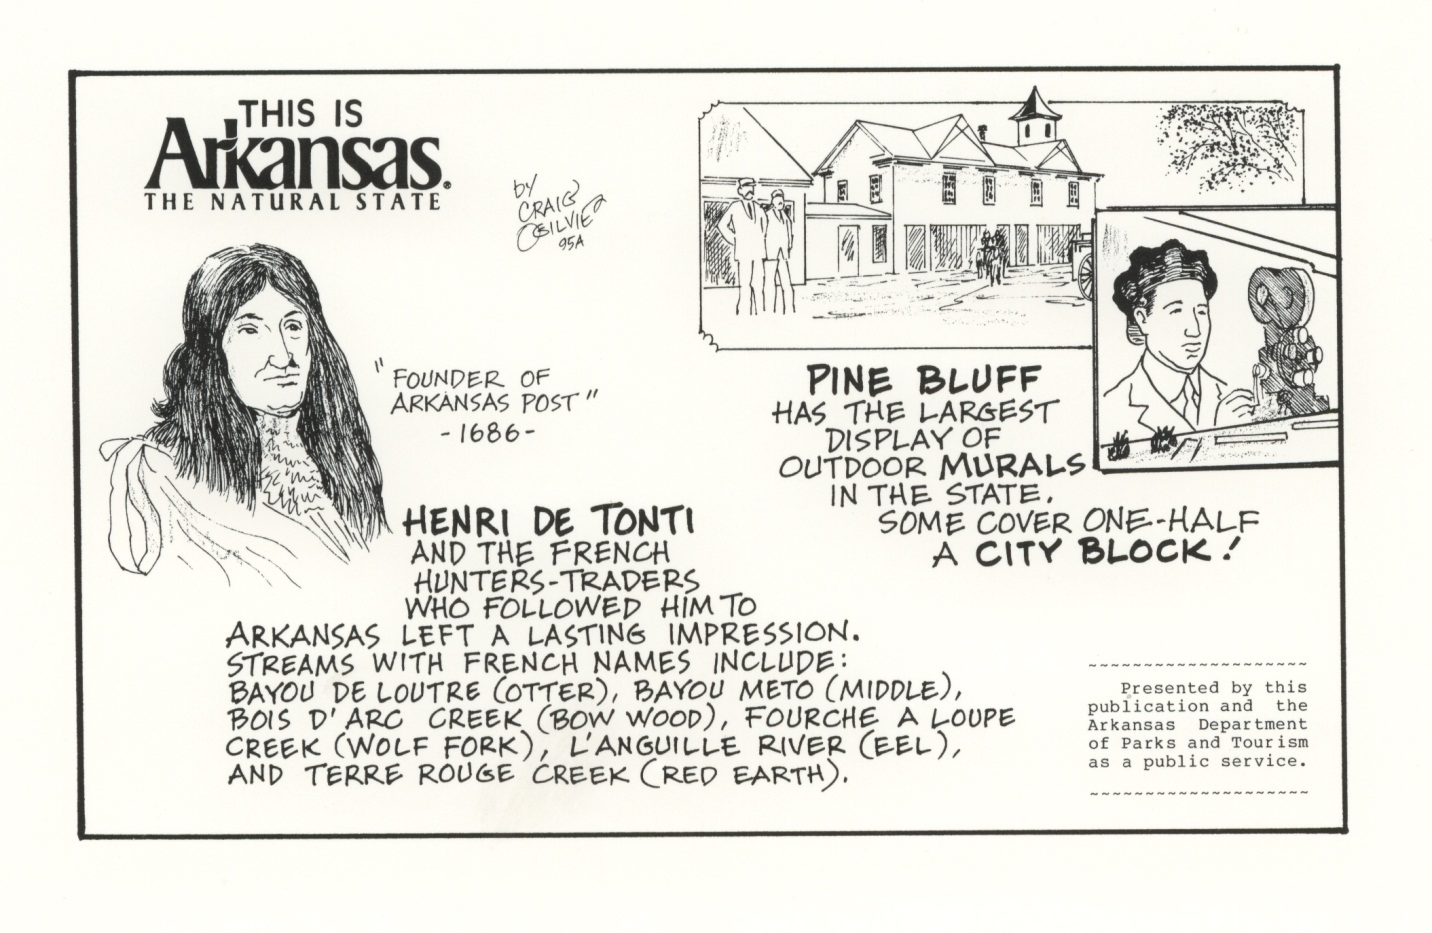 THIS IS
Arkansas.
THE NATURAL STATE
by
CRAIG
OGILVIE
95A
"FOUNDER OF
ARKANSAS POST"
-1686-
HENRI DE TONTI
AND THE FRENCH
HUNTERS-TRADERS
WHO FOLLOWED HIM TO
ARKANSAS LEFT A LASTING IMPRESSION.
STREAMS WITH FRENCH NAMES INCLUDE:
BAYOU DE LOUTRE (OTTER), BAYOU METO (MIDDLE),
BOIS D'ARC CREEK (BOW WOOD), FOURCHE A LOUPE
CREEK (WOLF FORK), L'ANGUILLE RIVER (EEL),
AND TERRE ROUGE CREEK (RED EARTH).
PINE BLUFF
HAS THE LARGEST
DISPLAY OF
OUTDOOR MURALS
IN THE STATE.
SOME COVER ONE-HALF
A CITY BLOCK!
~~~~~~~~~~~~~~~~~~~~
Presented by this
publication and the
Arkansas Department
of Parks and Tourism
as a public service.
~~~~~~~~~~~~~~~~~~~~